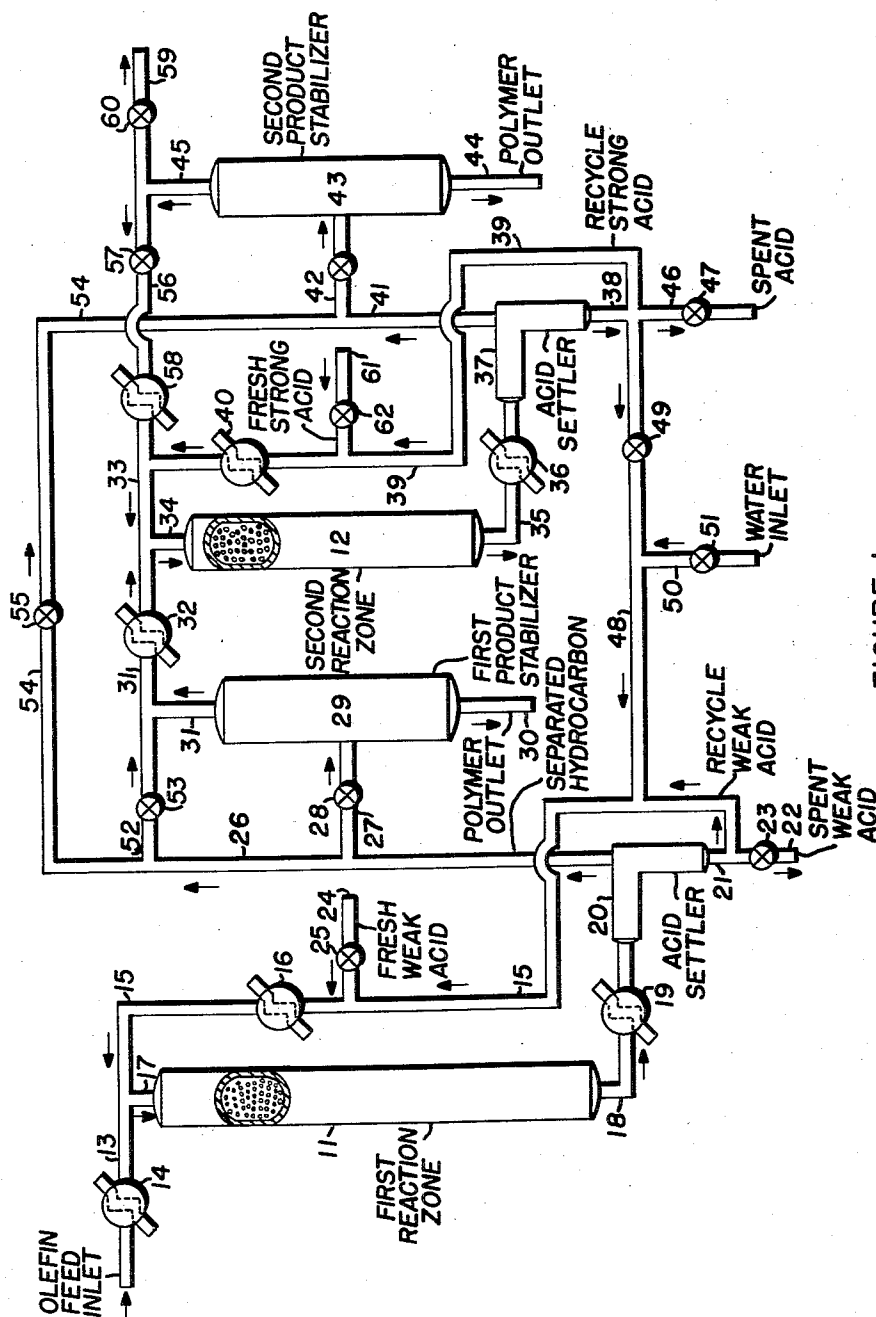 OLEFIN
FEED
INLET
14
13
17
15
16
25
24
FRESH
WEAK
ACID
15
11
FIRST
REACTION
ZONE
18
19
20
ACID
SETTLER
21
23
22
SPENT
WEAK
ACID
RECYCLE
WEAK
ACID
SEPARATED
HYDROCARBON
26
27
28
52
53
54
55
54
31
31
29
30
POLYMER
OUTLET
FIRST
PRODUCT
STABILIZER
32
33
34
12
SECOND
REACTION
ZONE
35
36
37
ACID
SETTLER
38
39
40
FRESH
STRONG
ACID
61
62
58
56
57
41
42
43
SECOND
PRODUCT
STABILIZER
44
POLYMER
OUTLET
45
60
59
39
RECYCLE
STRONG
ACID
46
47
SPENT
ACID
49
48
50
51
WATER
INLET